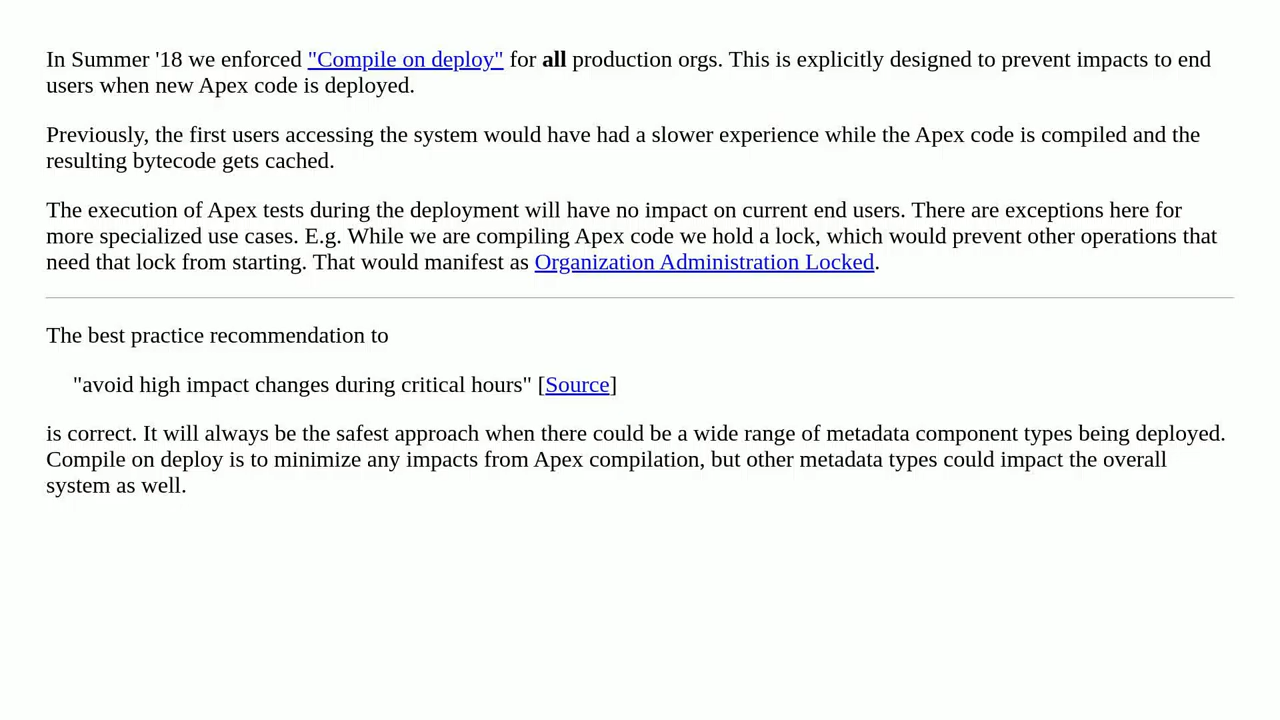 In Summer '18 we enforced "Compile on deploy" for all production orgs. This is explicitly designed to prevent impacts to end
users when new Apex code is deployed.
Previously, the first users accessing the system would have had a slower experience while the Apex code is compiled and the
resulting bytecode gets cached.
The execution of Apex tests during the deployment will have no impact on current end users. There are exceptions here for
more specialized use cases. E.g. While we are compiling Apex code we hold a lock, which would prevent other operations that
need that lock from starting. That would manifest as Organization Administration Locked.
The best practice recommendation to
"avoid high impact changes during critical hours" [Source]
is correct. It will always be the safest approach when there could be a wide range of metadata component types being deployed.
Compile on deploy is to minimize any impacts from Apex compilation, but other metadata types could impact the overall
system as well.